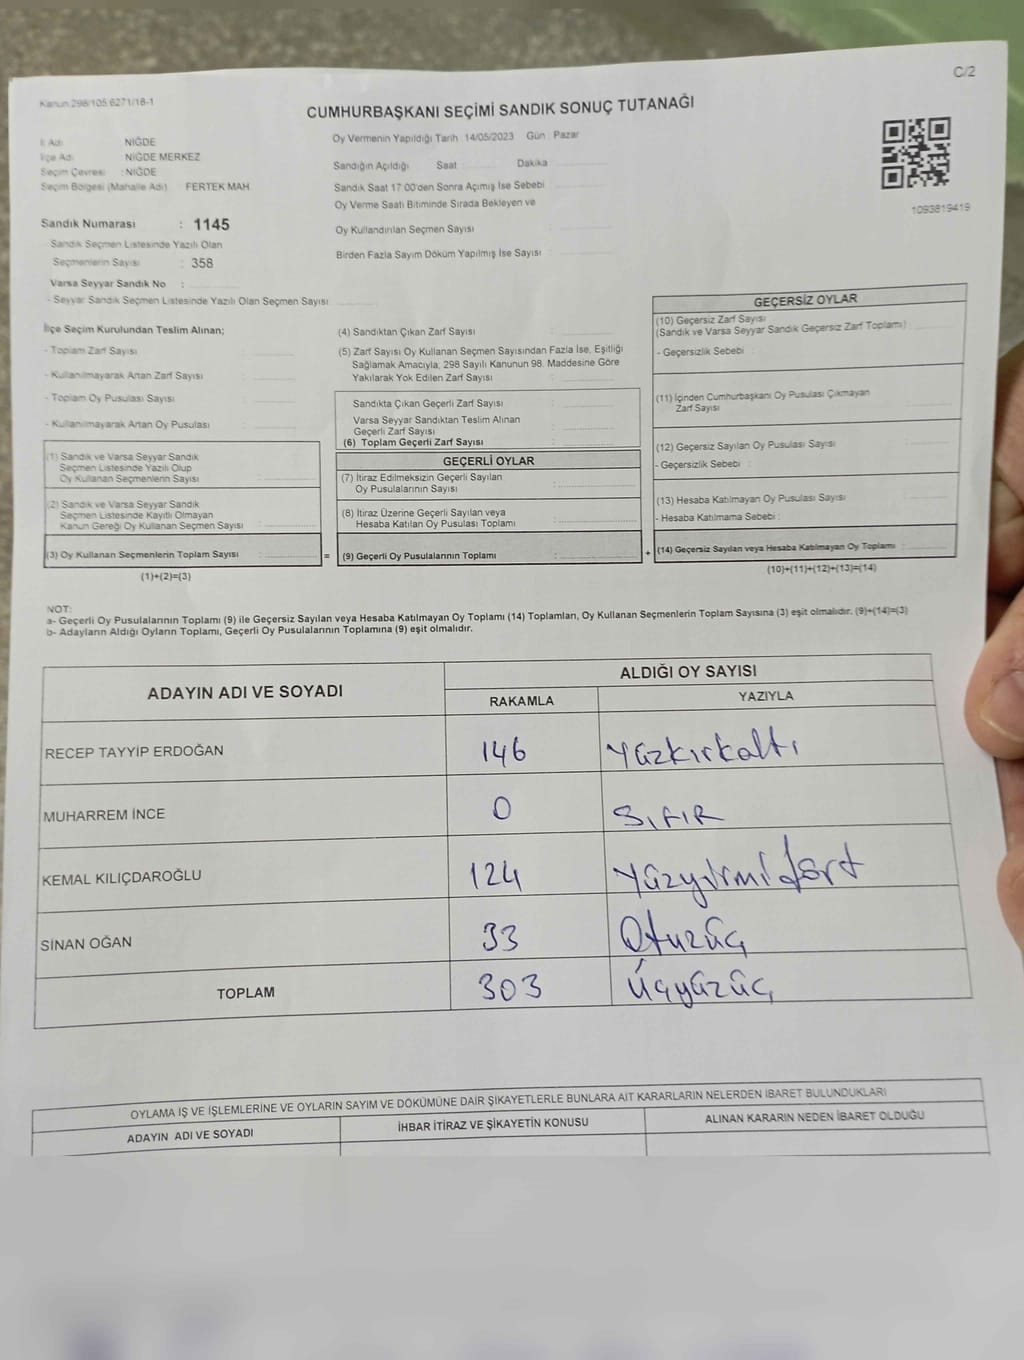 C/2
Kanun 298/105 6271/18-1
CUMHURBAŞKANI SEÇİMİ SANDIK SONUÇ TUTANAĞI
İl Adı : NİĞDE
İlçe Adı : NİĞDE MERKEZ
Seçim Çevresi : NİĞDE
Seçim Bölgesi (Mahalle Adı) FERTEK MAH
Sandık Numarası : 1145
- Sandık Seçmen Listesinde Yazılı Olan
Seçmenlerin Sayısı : 358
Varsa Seyyar Sandık No :
- Seyyar Sandık Seçmen Listesinde Yazılı Olan Seçmen Sayısı
Oy Vermenin Yapıldığı Tarih 14/05/2023 Gün : Pazar
Sandığın Açıldığı Saat Dakika
Sandık Saat 17 00'den Sonra Açımış İse Sebebi
Oy Verme Saati Bitiminde Sırada Bekleyen ve
Oy Kullandırılan Seçmen Sayısı :
Birden Fazla Sayım Döküm Yapılmış İse Sayısı :
1093819419
İlçe Seçim Kurulundan Teslim Alınan;
- Toplam Zarf Sayısı :
- Kullanılmayarak Artan Zarf Sayısı :
- Toplam Oy Pusulası Sayısı :
- Kullanılmayarak Artan Oy Pusulası :
(1) Sandık ve Varsa Seyyar Sandık
Seçmen Listesinde Yazılı Olup
Oy Kullanan Seçmenlerin Sayısı :
(2) Sandık ve Varsa Seyyar Sandık
Seçmen Listesinde Kayıtlı Olmayan
Kanun Gereği Oy Kullanan Seçmen Sayısı :
(3) Oy Kullanan Seçmenlerin Toplam Sayısı :
(1)+(2)=(3)
(4) Sandıktan Çıkan Zarf Sayısı :
(5) Zarf Sayısı Oy Kullanan Seçmen Sayısından Fazla İse, Eşitliği
Sağlamak Amacıyla, 298 Sayılı Kanunun 98. Maddesine Göre
Yakılarak Yok Edilen Zarf Sayısı :
Sandıkta Çıkan Geçerli Zarf Sayısı :
Varsa Seyyar Sandıktan Teslim Alınan
Geçerli Zarf Sayısı :
(6) Toplam Geçerli Zarf Sayısı :
GEÇERLİ OYLAR
(7) İtiraz Edilmeksizin Geçerli Sayılan
Oy Pusulalarının Sayısı :
(8) İtiraz Üzerine Geçerli Sayılan veya
Hesaba Katılan Oy Pusulası Toplamı :
= (9) Geçerli Oy Pusulalarının Toplamı : +
GEÇERSİZ OYLAR
(10) Geçersiz Zarf Sayısı
(Sandık ve Varsa Seyyar Sandık Geçersiz Zarf Toplamı) :
- Geçersizlik Sebebi :
(11) İçinden Cumhurbaşkanı Oy Pusulası Çıkmayan
Zarf Sayısı :
(12) Geçersiz Sayılan Oy Pusulası Sayısı :
- Geçersizlik Sebebi :
(13) Hesaba Katılmayan Oy Pusulası Sayısı :
- Hesaba Katılmama Sebebi :
(14) Geçersiz Sayılan veya Hesaba Katılmayan Oy Toplamı :
(10)+(11)+(12)+(13)=(14)
NOT:
a- Geçerli Oy Pusulalarının Toplamı (9) ile Geçersiz Sayılan veya Hesaba Katılmayan Oy Toplamı (14) Toplamları, Oy Kullanan Seçmenlerin Toplam Sayısına (3) eşit olmalıdır. (9)+(14)=(3)
b- Adayların Aldığı Oyların Toplamı, Geçerli Oy Pusulalarının Toplamına (9) eşit olmalıdır.
ADAYIN ADI VE SOYADI ALDIĞI OY SAYISI
RAKAMLA YAZIYLA
RECEP TAYYİP ERDOĞAN 146 Yüzkırkaltı
MUHARREM İNCE 0 SıfıR
KEMAL KILIÇDAROĞLU 124 Yüzyirmidört
SİNAN OĞAN 33 Otuzüç
TOPLAM 303 Üçyüzüç
OYLAMA İŞ VE İŞLEMLERİNE VE OYLARIN SAYIM VE DÖKÜMÜNE DAİR ŞİKAYETLERLE BUNLARA AİT KARARLARIN NELERDEN İBARET BULUNDUKLARI
ADAYIN ADI VE SOYADI İHBAR İTİRAZ VE ŞİKAYETİN KONUSU ALINAN KARARIN NEDEN İBARET OLDUĞU